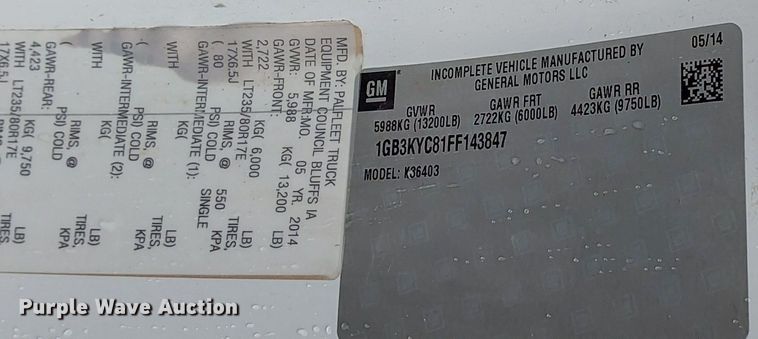 MFD. BY: PALFLEET TRUCK
EQUIPMENT COUNCIL BLUFFS IA
DATE OF MFR:MO. 05 YR. 2014
GVWR: 5,988 KG( 13,200 LB)
GAWR-FRONT:
2,722 KG( 6,000 LB)
WITH LT235/80R17E TIRES,
17X6.5J RIMS, @ 550 KPA
( 80 PSI) COLD SINGLE
GAWR-INTERMEDIATE (1):
KG( LB)
WITH TIRES,
RIMS, @ KPA
( PSI) COLD
GAWR-INTERMEDIATE (2):
KG( LB)
WITH TIRES,
RIMS, @ KPA
( PSI) COLD
GAWR-REAR:
4,423 KG( 9,750 LB)
WITH LT235/80R17E TIRES,
17X6.5J
GM
INCOMPLETE VEHICLE MANUFACTURED BY
GENERAL MOTORS LLC
05/14
GVWR GAWR FRT GAWR RR
5988KG (13200LB) 2722KG (6000LB) 4423KG (9750LB)
1GB3KYC81FF143847
MODEL: K36403
Purple Wave Auction